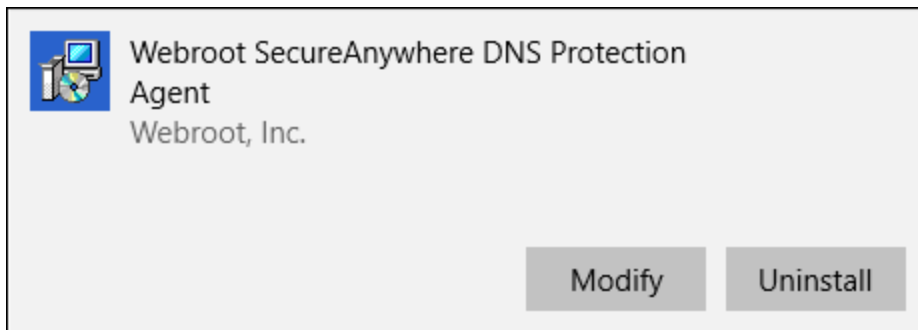 Webroot SecureAnywhere DNS Protection
Agent
Webroot, Inc.
Modify
Uninstall